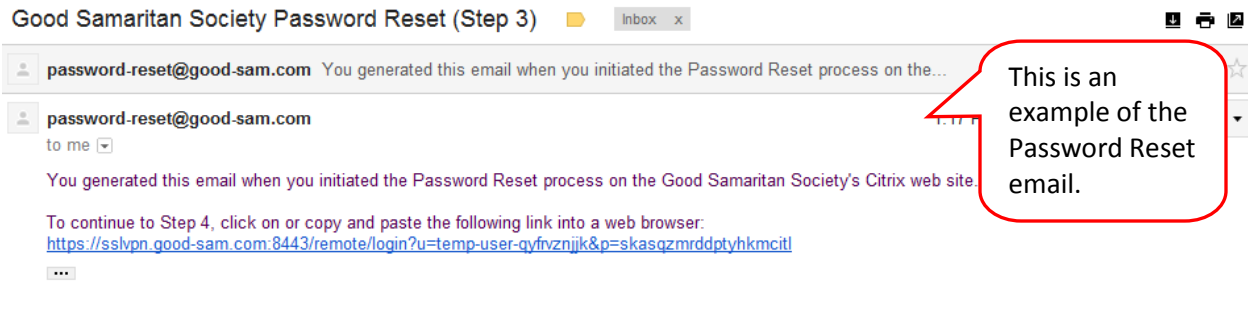 Good Samaritan Society Password Reset (Step 3) Inbox x
password-reset@good-sam.com You generated this email when you initiated the Password Reset process on the...
password-reset@good-sam.com
to me
You generated this email when you initiated the Password Reset process on the Good Samaritan Society's Citrix web site.
To continue to Step 4, click on or copy and paste the following link into a web browser:
https://sslvpn.good-sam.com:8443/remote/login?u=temp-user-qyfrvznjjk&p=skasqzmrddptyhkmcitl
...
This is an
example of the
Password Reset
email.